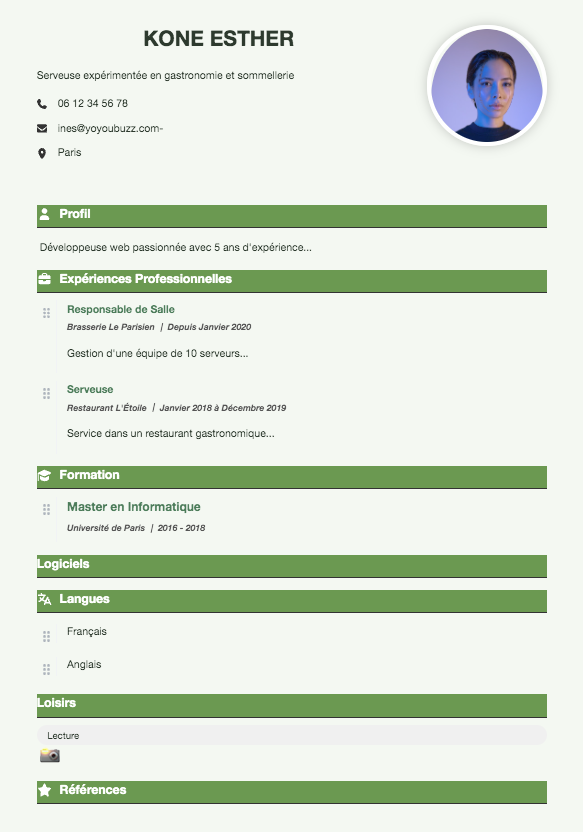 KONE ESTHER
Serveuse expérimentée en gastronomie et sommellerie
06 12 34 56 78
ines@yoyoubuzz.com-
Paris
Profil
Développeuse web passionnée avec 5 ans d'expérience...
Expériences Professionnelles
Responsable de Salle
Brasserie Le Parisien | Depuis Janvier 2020
Gestion d'une équipe de 10 serveurs...
Serveuse
Restaurant L'Étoile | Janvier 2018 à Décembre 2019
Service dans un restaurant gastronomique...
Formation
Master en Informatique
Université de Paris | 2016 - 2018
Logiciels
Langues
Français
Anglais
Loisirs
Lecture
Références